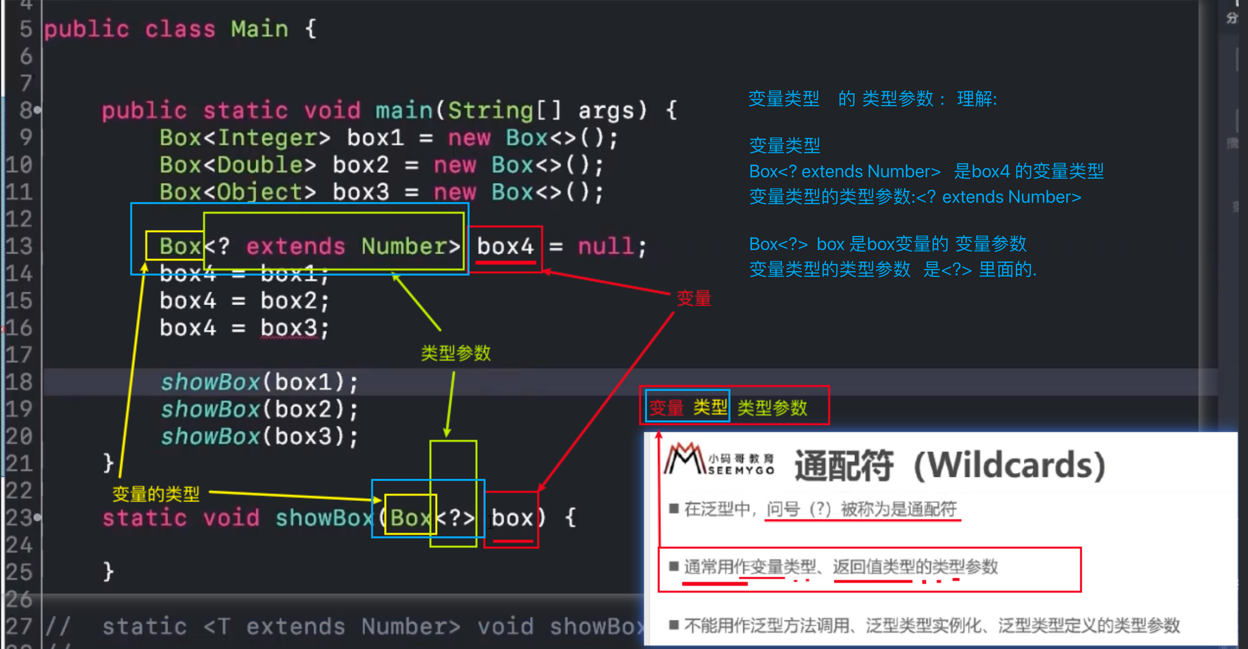 4
5 public class Main {
6
7
8 public static void main(String[] args) {
9 Box<Integer> box1 = new Box<>();
10 Box<Double> box2 = new Box<>();
11 Box<Object> box3 = new Box<>();
12
13 Box<? extends Number> box4 = null;
14 box4 = box1;
15 box4 = box2;
16 box4 = box3;
17
18 showBox(box1);
19 showBox(box2);
20 showBox(box3);
21 }
22
23 static void showBox(Box<?> box) {
24
25 }
26
27 // static <T extends Number> void showBox
变量类型 的 类型参数： 理解:
变量类型
Box<? extends Number> 是box4 的变量类型
变量类型的类型参数:<? extends Number>
Box<?> box 是box变量的 变量参数
变量类型的类型参数 是<?> 里面的.
变量
类型参数
变量的类型
变量 类型 类型参数
小码哥教育
SEEMYGO
通配符（Wildcards）
■ 在泛型中，问号（?）被称为是通配符
■ 通常用作变量类型、返回值类型的类型参数
■ 不能用作泛型方法调用、泛型类型实例化、泛型类型定义的类型参数